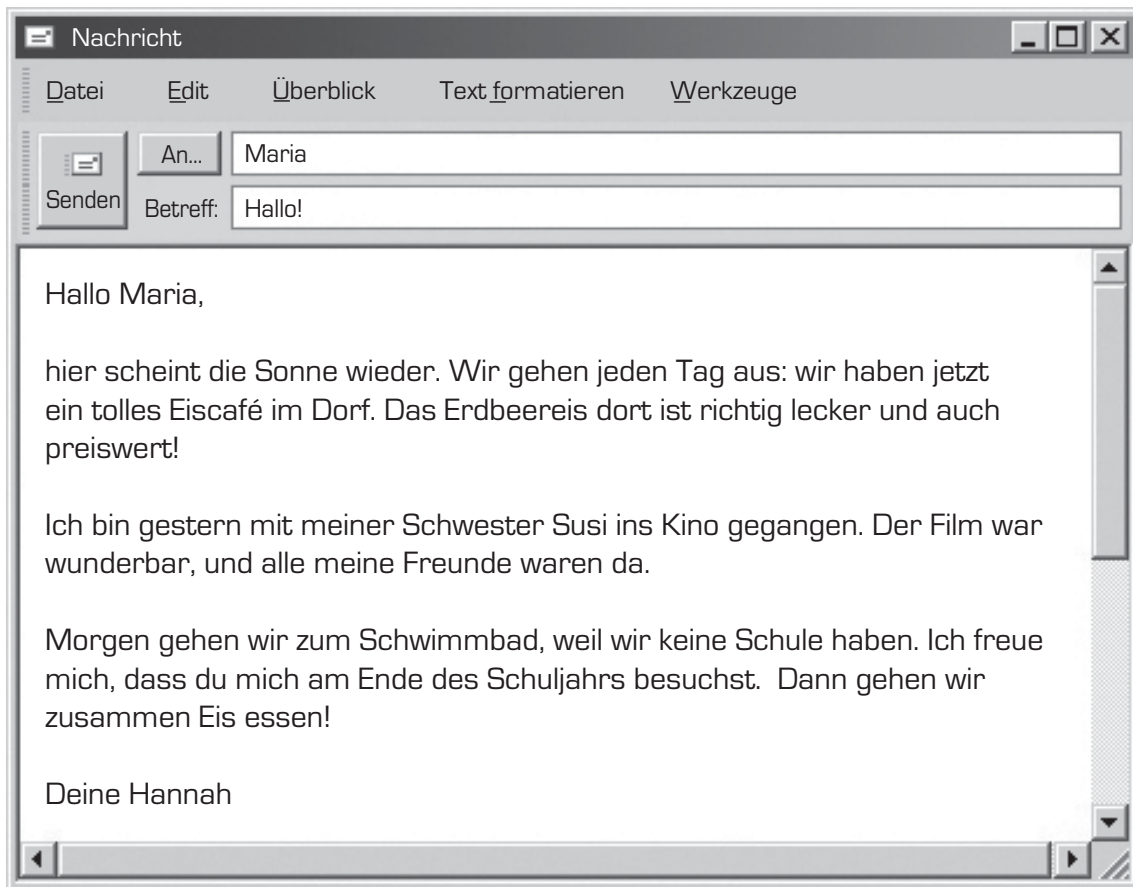 Nachricht
Datei Edit Überblick Text formatieren Werkzeuge
An... Maria
Senden
Betreff: Hallo!
Hallo Maria,
hier scheint die Sonne wieder. Wir gehen jeden Tag aus: wir haben jetzt
ein tolles Eiscafé im Dorf. Das Erdbeereis dort ist richtig lecker und auch
preiswert!
Ich bin gestern mit meiner Schwester Susi ins Kino gegangen. Der Film war
wunderbar, und alle meine Freunde waren da.
Morgen gehen wir zum Schwimmbad, weil wir keine Schule haben. Ich freue
mich, dass du mich am Ende des Schuljahrs besuchst.  Dann gehen wir
zusammen Eis essen!
Deine Hannah